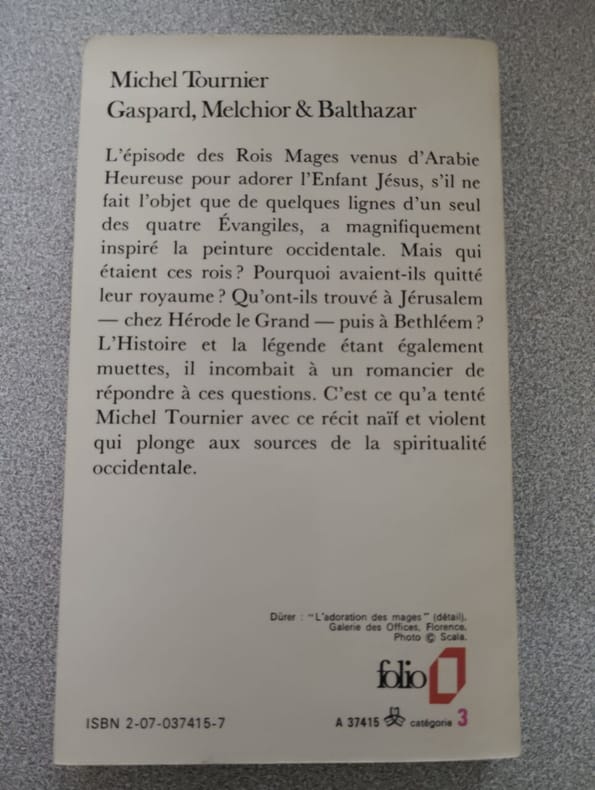 Michel Tournier
Gaspard, Melchior & Balthazar
L'épisode des Rois Mages venus d'Arabie
Heureuse pour adorer l'Enfant Jésus, s'il ne
fait l'objet que de quelques lignes d'un seul
des quatre Évangiles, a magnifiquement
inspiré la peinture occidentale. Mais qui
étaient ces rois ? Pourquoi avaient-ils quitté
leur royaume ? Qu'ont-ils trouvé à Jérusalem
— chez Hérode le Grand — puis à Bethléem ?
L'Histoire et la légende étant également
muettes, il incombait à un romancier de
répondre à ces questions. C'est ce qu'a tenté
Michel Tournier avec ce récit naïf et violent
qui plonge aux sources de la spiritualité
occidentale.
Dürer : "L'adoration des mages" (détail),
Galerie des Offices, Florence.
Photo © Scala.
folio
ISBN 2-07-037415-7
A 37415 catégorie 3